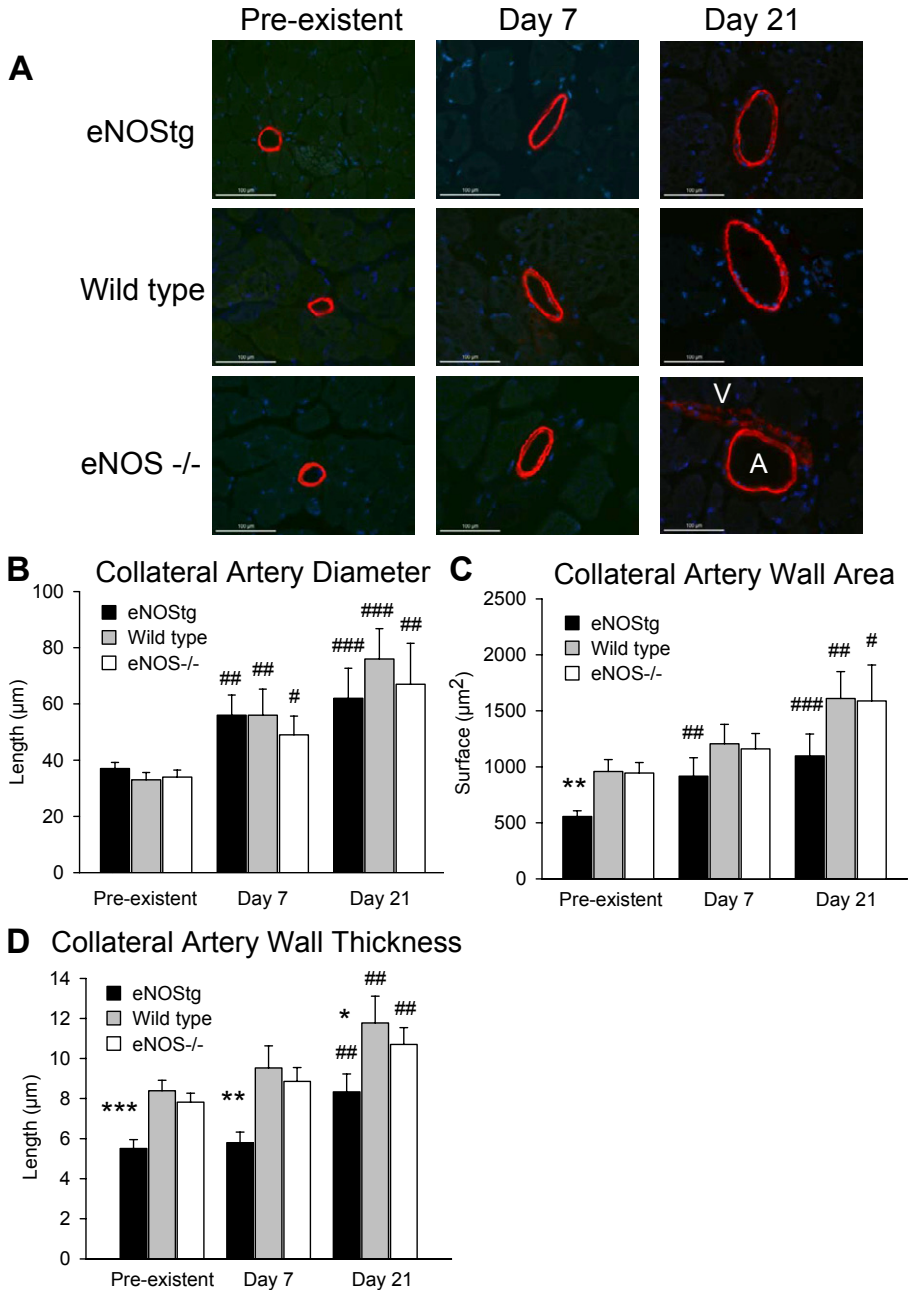 Pre-existent Day 7 Day 21
A
eNOStg
100 µm 100 µm 100 µm
Wild type
100 µm 100 µm 100 µm
eNOS -/-
V
A
100 µm 100 µm 100 µm
B Collateral Artery Diameter
Length (µm)
100
80
60
40
20
0
eNOStg
Wild type
eNOS-/-
## ## #
### ### ##
Pre-existent Day 7 Day 21
C Collateral Artery Wall Area
Surface (µm²)
2500
2000
1500
1000
500
0
eNOStg
Wild type
eNOS-/-
**
##
### ## #
Pre-existent Day 7 Day 21
D Collateral Artery Wall Thickness
Length (µm)
14
12
10
8
6
4
2
0
eNOStg
Wild type
eNOS-/-
***
**
*
## ## ##
Pre-existent Day 7 Day 21